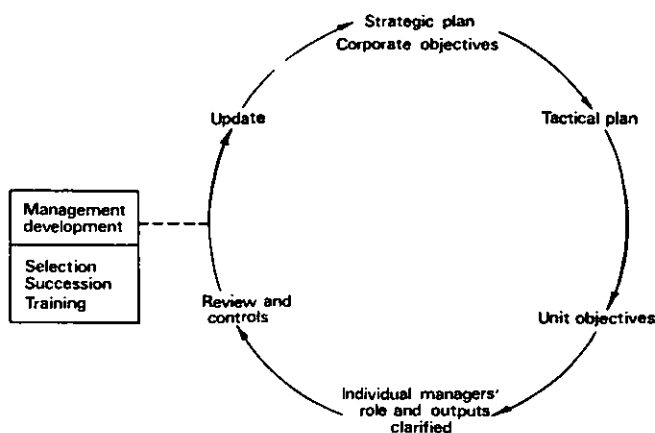 Strategic plan
Corporate objectives
Tactical plan
Unit objectives
Individual managers'
role and outputs
clarified
Review and
controls
Update
Management
development
Selection
Succession
Training